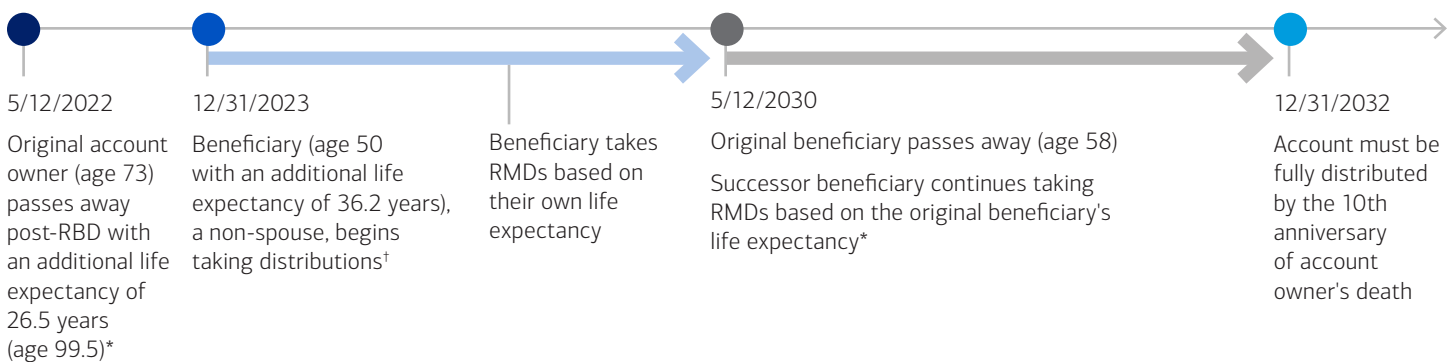 5/12/2022
Original account
owner (age 73)
passes away
post-RBD with
an additional life
expectancy of
26.5 years
(age 99.5)*
12/31/2023
Beneficiary (age 50
with an additional life
expectancy of 36.2 years),
a non-spouse, begins
taking distributions†
Beneficiary takes
RMDs based on
their own life
expectancy
5/12/2030
Original beneficiary passes away (age 58)
Successor beneficiary continues taking
RMDs based on the original beneficiary's
life expectancy*
12/31/2032
Account must be
fully distributed
by the 10th
anniversary
of account
owner's death